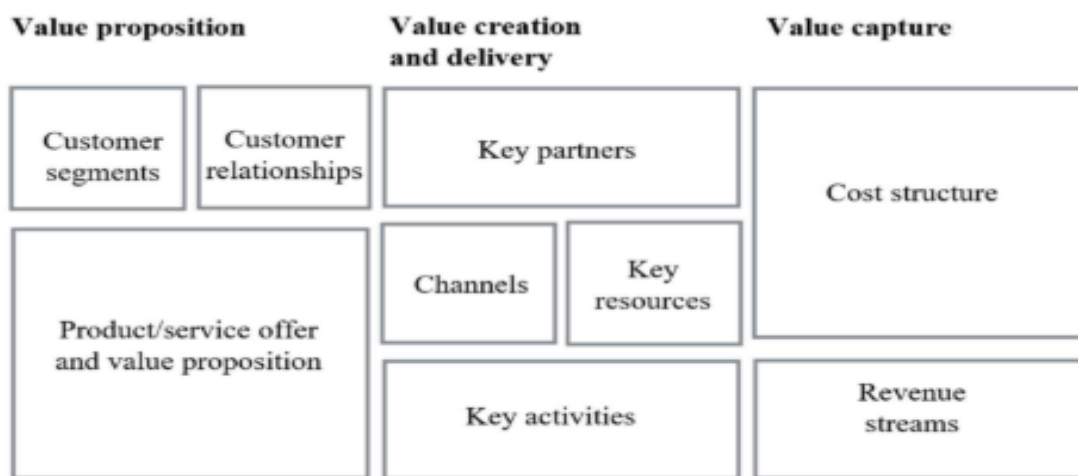 Value proposition
Value creation
and delivery
Value capture
Customer
segments
Customer
relationships
Product/service offer
and value proposition
Key partners
Channels
Key
resources
Key activities
Cost structure
Revenue
streams